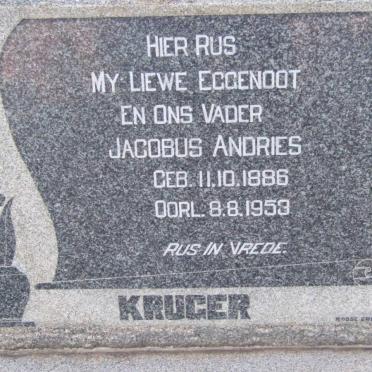 HIER RUS
MY LIEWE EGGENOOT
EN ONS VADER
JACOBUS ANDRIES
GEB. 11.10.1886
OORL. 8.8.1953
RUS IN VREDE.
KRUGER